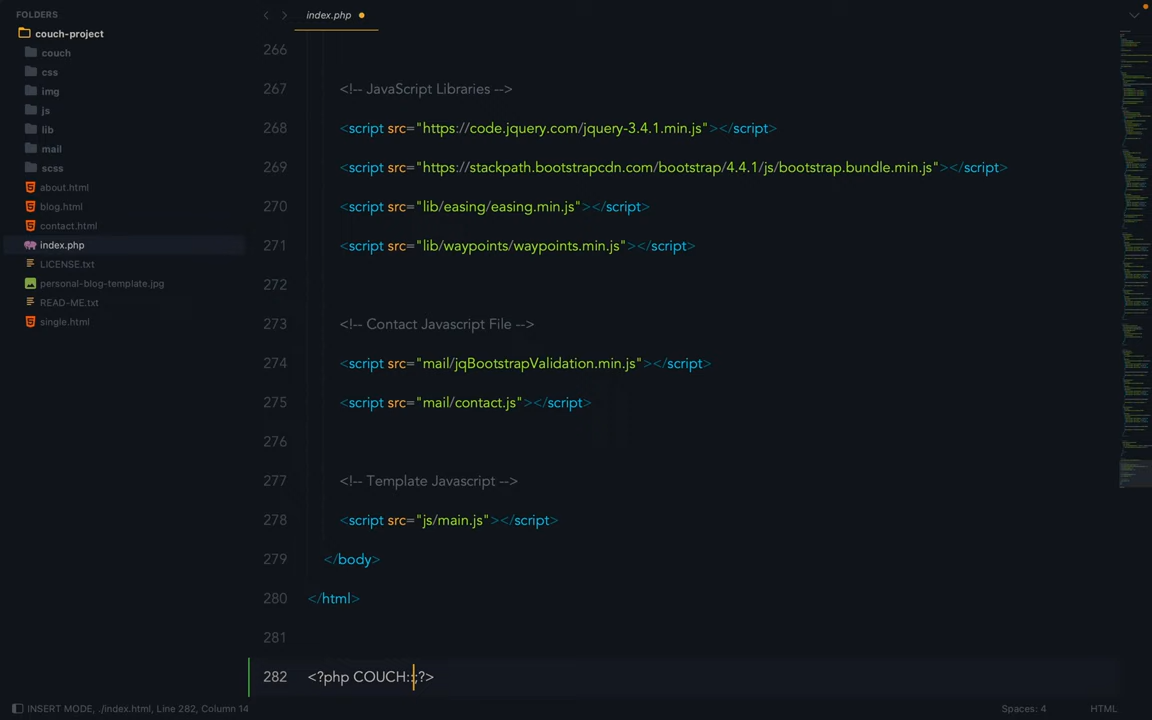 FOLDERS
couch-project
couch
css
img
js
lib
mail
scss
about.html
blog.html
contact.html
index.php
LICENSE.txt
personal-blog-template.jpg
READ-ME.txt
single.html
index.php
266
267 <!-- JavaScript Libraries -->
268 <script src="https://code.jquery.com/jquery-3.4.1.min.js"></script>
269 <script src="https://stackpath.bootstrapcdn.com/bootstrap/4.4.1/js/bootstrap.bundle.min.js"></script>
270 <script src="lib/easing/easing.min.js"></script>
271 <script src="lib/waypoints/waypoints.min.js"></script>
272
273 <!-- Contact Javascript File -->
274 <script src="mail/jqBootstrapValidation.min.js"></script>
275 <script src="mail/contact.js"></script>
276
277 <!-- Template Javascript -->
278 <script src="js/main.js"></script>
279 </body>
280 </html>
281
282 <?php COUCH::;?>
INSERT MODE, ./index.html, Line 282, Column 14
Spaces: 4
HTML